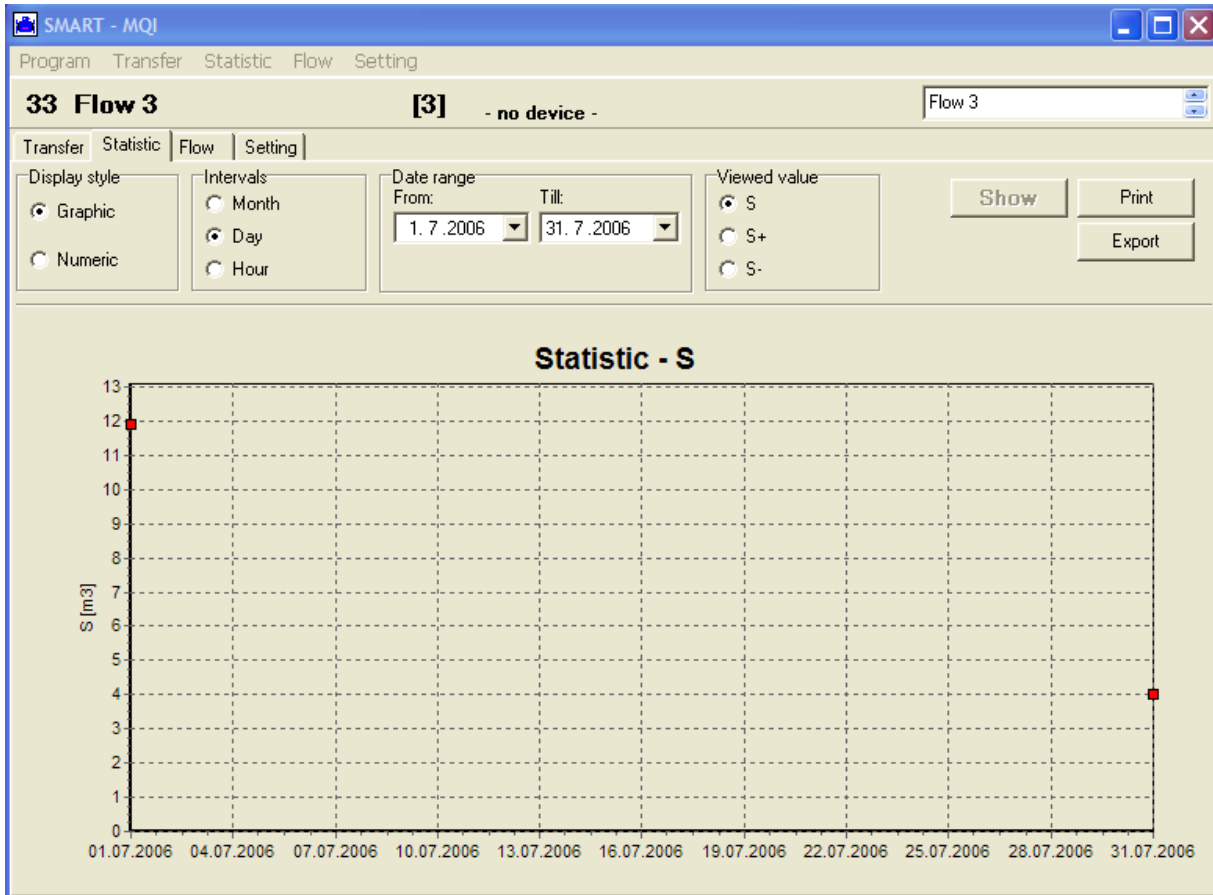 SMART - MQI
Program Transfer Statistic Flow Setting
33 Flow 3 [3] - no device - Flow 3
Transfer Statistic Flow Setting
Display style Intervals Date range Viewed value
Graphic Month From: Till: S Show Print
1. 7 .2006 31. 7 .2006
Day S+ Export
Numeric Hour S-
Statistic - S
13
12
11
10
9
8
7
6
5
4
3
2
1
0
S [m3]
01.07.2006 04.07.2006 07.07.2006 10.07.2006 13.07.2006 16.07.2006 19.07.2006 22.07.2006 25.07.2006 28.07.2006 31.07.2006